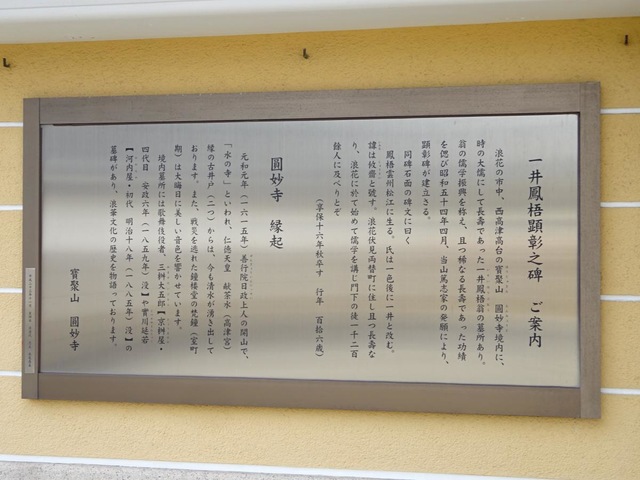 一井鳳梧顕彰之碑　ご案内
浪花の市中、西高津高台の寶聚山　圓妙寺境内に、
時の大儒にして長寿であった一井鳳梧翁の墓所あり。
翁の儒学振興を称え、且つ稀なる長寿であった功績
を偲び昭和五十四年四月、当山篤志家の発願により、
顕彰碑が建立さる。
同碑石面の碑文に曰く
鳳梧雲州松江に生る。氏は一色後に一井と改む。
諱は攸齋と號す。浪花伏見両替町に住し且つ長寿な
り、浪花に於て始めて儒学を講じ門下の徒一千二百
餘人に及べりとぞ
（享保十六年秋卒す　行年　百拾六歳）
圓妙寺　縁起
元和元年（一六一五年）善行院日政上人の開山で、
「水の寺」といわれ、仁徳天皇　献茶水（高津宮）
縁の古井戸（二つ）からは、今も清水が湧き出して
おります。また、戦災を逃れた鐘楼堂の梵鐘（室町
期）は大晦日に美しい音色を響かせています。
境内墓所には歌舞伎役者、三桝大五郎【京桝屋・
四代目　安政六年（一八五九年）没】や實川延若
【河内屋・初代　明治十八年（一八八五年）没】の
墓碑があり、浪華文化の歴史を物語っております。
寶聚山　圓妙寺